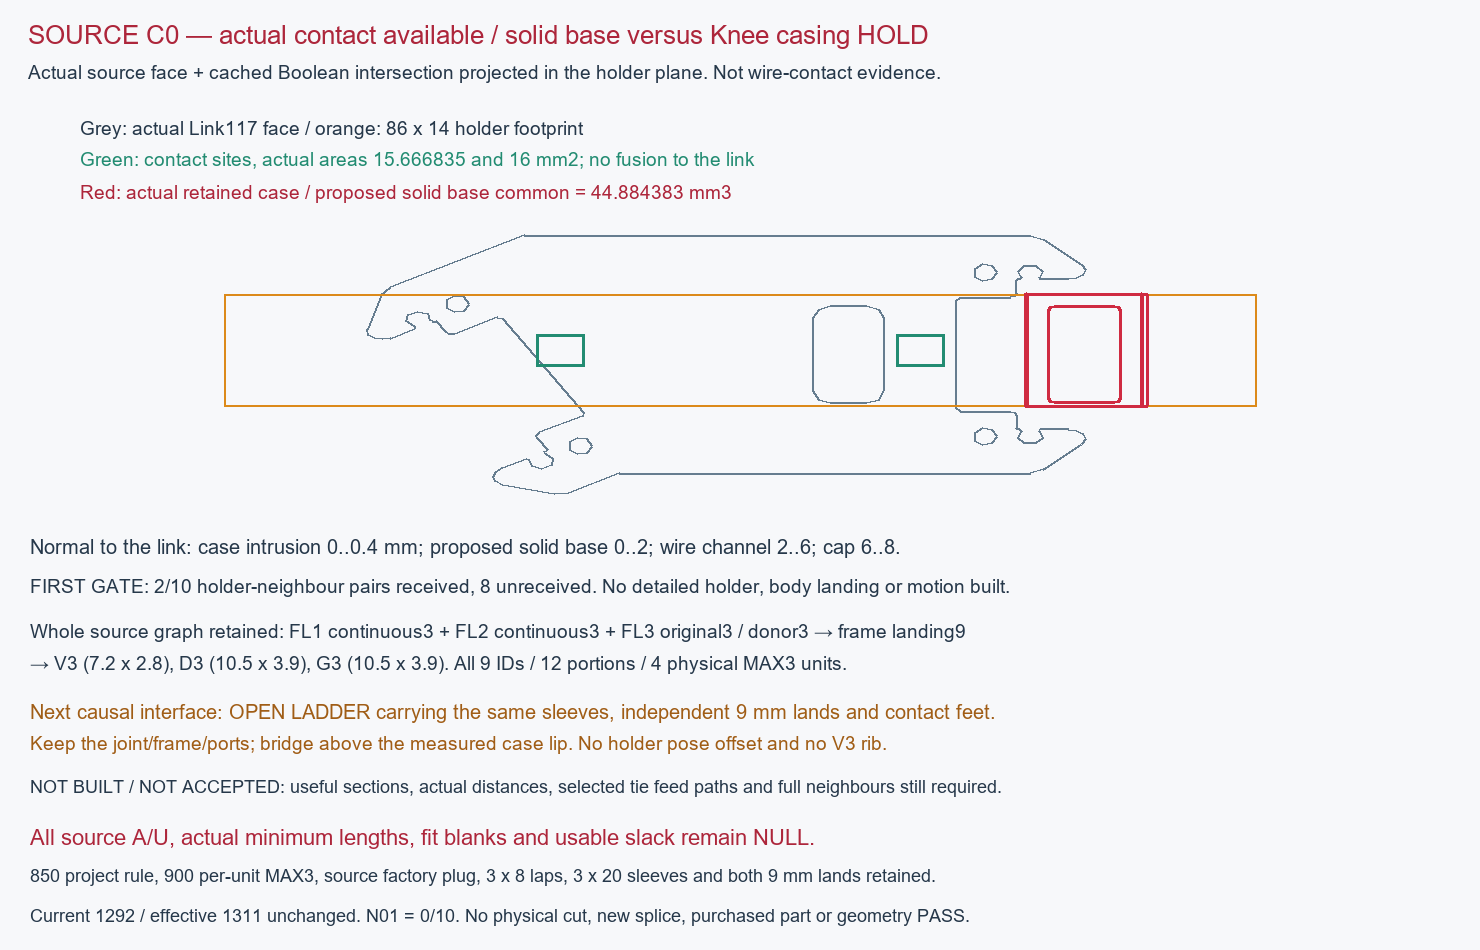 SOURCE C0 — actual contact available / solid base versus Knee casing HOLD
Actual source face + cached Boolean intersection projected in the holder plane. Not wire-contact evidence.
Grey: actual Link117 face / orange: 86 x 14 holder footprint
Green: contact sites, actual areas 15.666835 and 16 mm2; no fusion to the link
Red: actual retained case / proposed solid base common = 44.884383 mm3
Normal to the link: case intrusion 0..0.4 mm; proposed solid base 0..2; wire channel 2..6; cap 6..8.
FIRST GATE: 2/10 holder-neighbour pairs received, 8 unreceived. No detailed holder, body landing or motion built.
Whole source graph retained: FL1 continuous3 + FL2 continuous3 + FL3 original3 / donor3 → frame landing9
→ V3 (7.2 x 2.8), D3 (10.5 x 3.9), G3 (10.5 x 3.9). All 9 IDs / 12 portions / 4 physical MAX3 units.
Next causal interface: OPEN LADDER carrying the same sleeves, independent 9 mm lands and contact feet.
Keep the joint/frame/ports; bridge above the measured case lip. No holder pose offset and no V3 rib.
NOT BUILT / NOT ACCEPTED: useful sections, actual distances, selected tie feed paths and full neighbours still required.
All source A/U, actual minimum lengths, fit blanks and usable slack remain NULL.
850 project rule, 900 per-unit MAX3, source factory plug, 3 x 8 laps, 3 x 20 sleeves and both 9 mm lands retained.
Current 1292 / effective 1311 unchanged. N01 = 0/10. No physical cut, new splice, purchased part or geometry PASS.